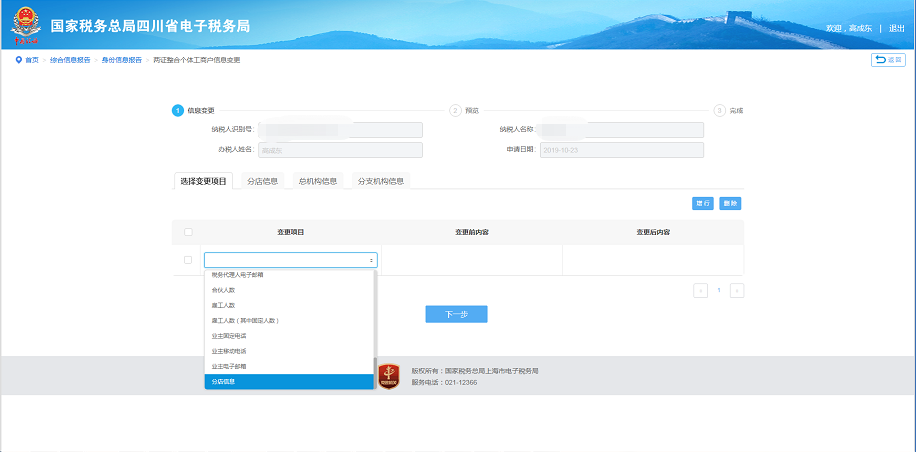 国家税务总局四川省电子税务局
欢迎，高成东 | 退出
首页 > 综合信息报告 > 身份信息报告 > 两证整合个体工商户信息变更
返回
1 信息变更 2 预览 3 完成
纳税人识别号: 纳税人名称:
办税人姓名: 高成东 申请日期: 2019-10-23
选择变更项目 分店信息 总机构信息 分支机构信息
增行 删除
变更项目 变更前内容 变更后内容
税务代理人电子邮箱
合伙人数
雇工人数
雇工人数（其中固定人数）
业主固定电话
业主移动电话
业主电子邮箱
分店信息
< 1 >
下一步
版权所有：国家税务总局上海市电子税务局
服务电话：021-12366